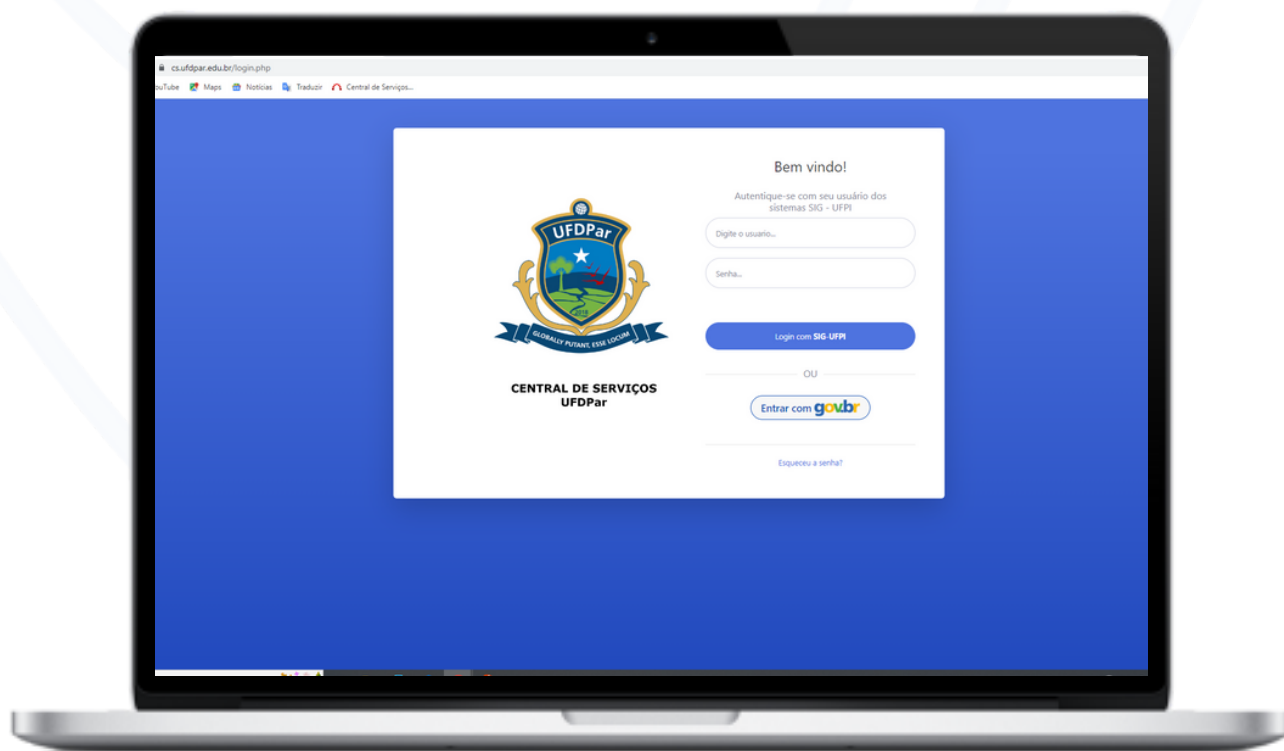 cs.ufdpar.edu.br/login.php
ouTube Maps Notícias Traduzir Central de Serviços...
Bem vindo!
Autentique-se com seu usuário dos
sistemas SIG - UFPI
Digite o usuario...
Senha...
Login com SIG-UFPI
OU
Entrar com gov.br
Esqueceu a senha?
UFDPar
2018
GLOBALLY PUTANT, ESSE LOCUM
CENTRAL DE SERVIÇOS
UFDPar